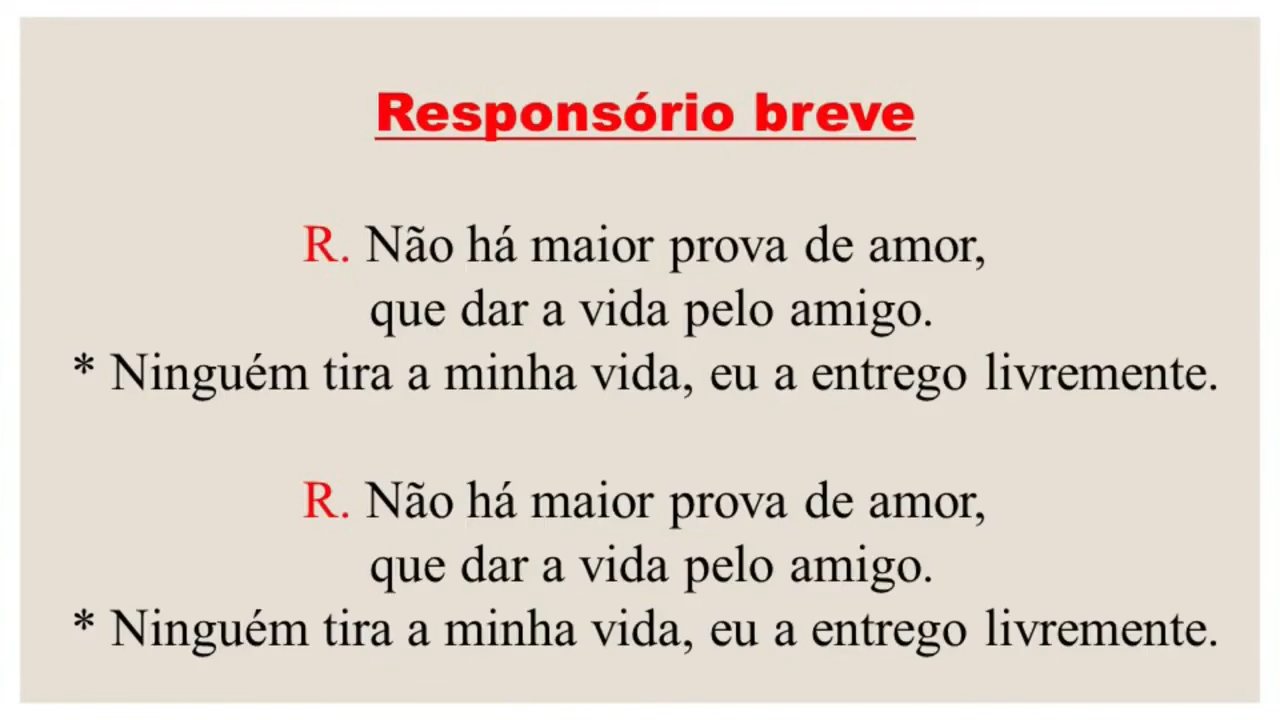 Responsório breve
R. Não há maior prova de amor,
que dar a vida pelo amigo.
* Ninguém tira a minha vida, eu a entrego livremente.
R. Não há maior prova de amor,
que dar a vida pelo amigo.
* Ninguém tira a minha vida, eu a entrego livremente.